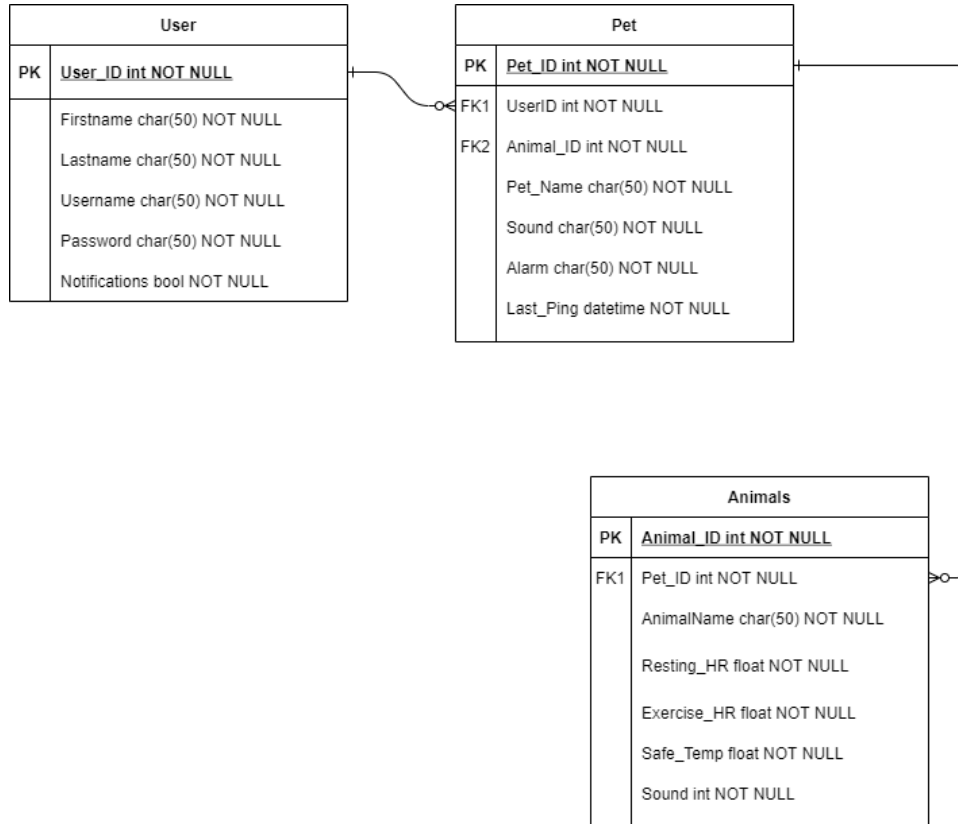 User
PK User_ID int NOT NULL
Firstname char(50) NOT NULL
Lastname char(50) NOT NULL
Username char(50) NOT NULL
Password char(50) NOT NULL
Notifications bool NOT NULL
Pet
PK Pet_ID int NOT NULL
FK1 UserID int NOT NULL
FK2 Animal_ID int NOT NULL
Pet_Name char(50) NOT NULL
Sound char(50) NOT NULL
Alarm char(50) NOT NULL
Last_Ping datetime NOT NULL
Animals
PK Animal_ID int NOT NULL
FK1 Pet_ID int NOT NULL
AnimalName char(50) NOT NULL
Resting_HR float NOT NULL
Exercise_HR float NOT NULL
Safe_Temp float NOT NULL
Sound int NOT NULL